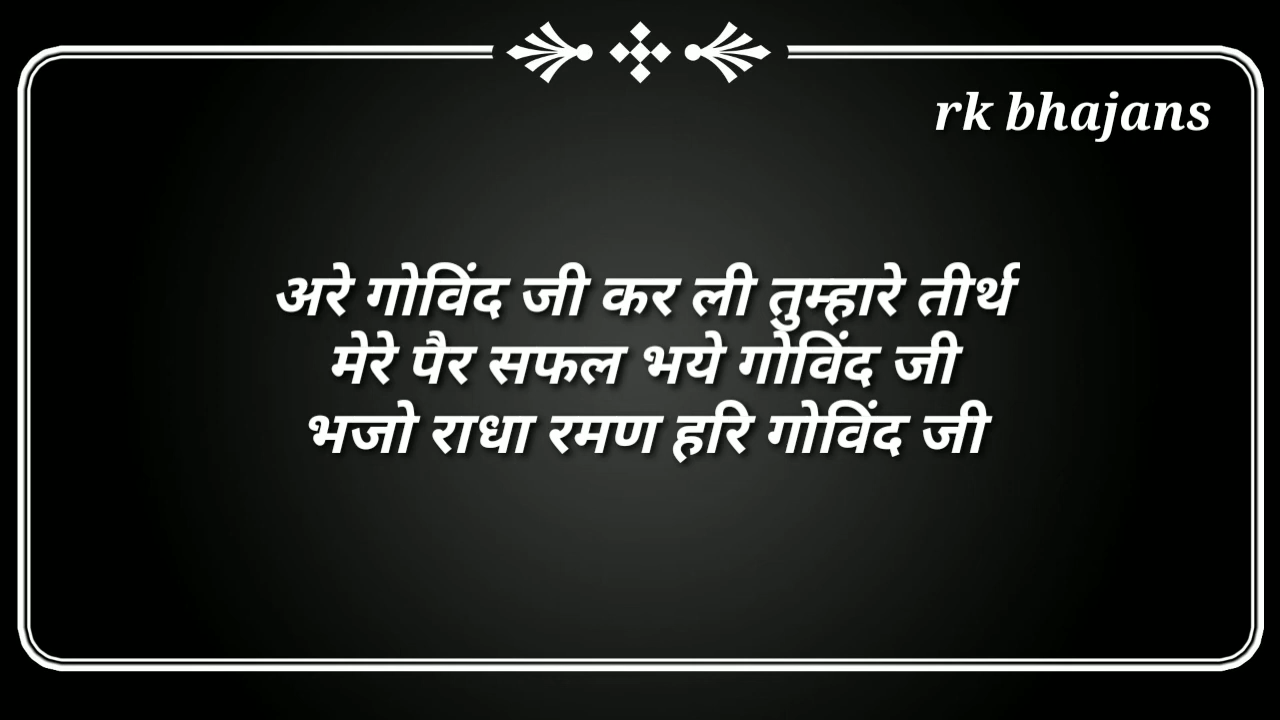 rk bhajans
अरे गोविंद जी कर ली तुम्हारे तीर्थ
मेरे पैर सफल भये गोविंद जी
भजो राधा रमण हरि गोविंद जी